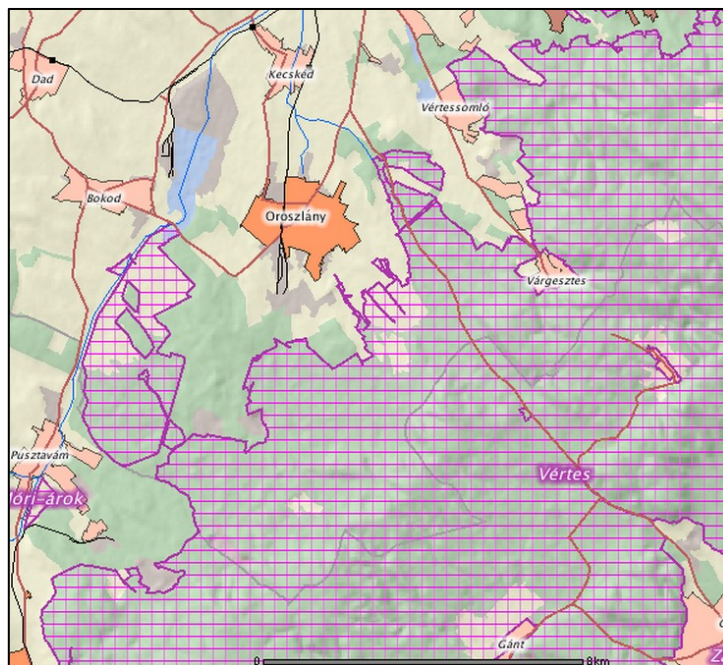 Kecskéd
Dad
Vértessomló
Bokod
Oroszlány
Várgesztes
Pusztavám
Vértes
óri-árok
Gánt
0
8km